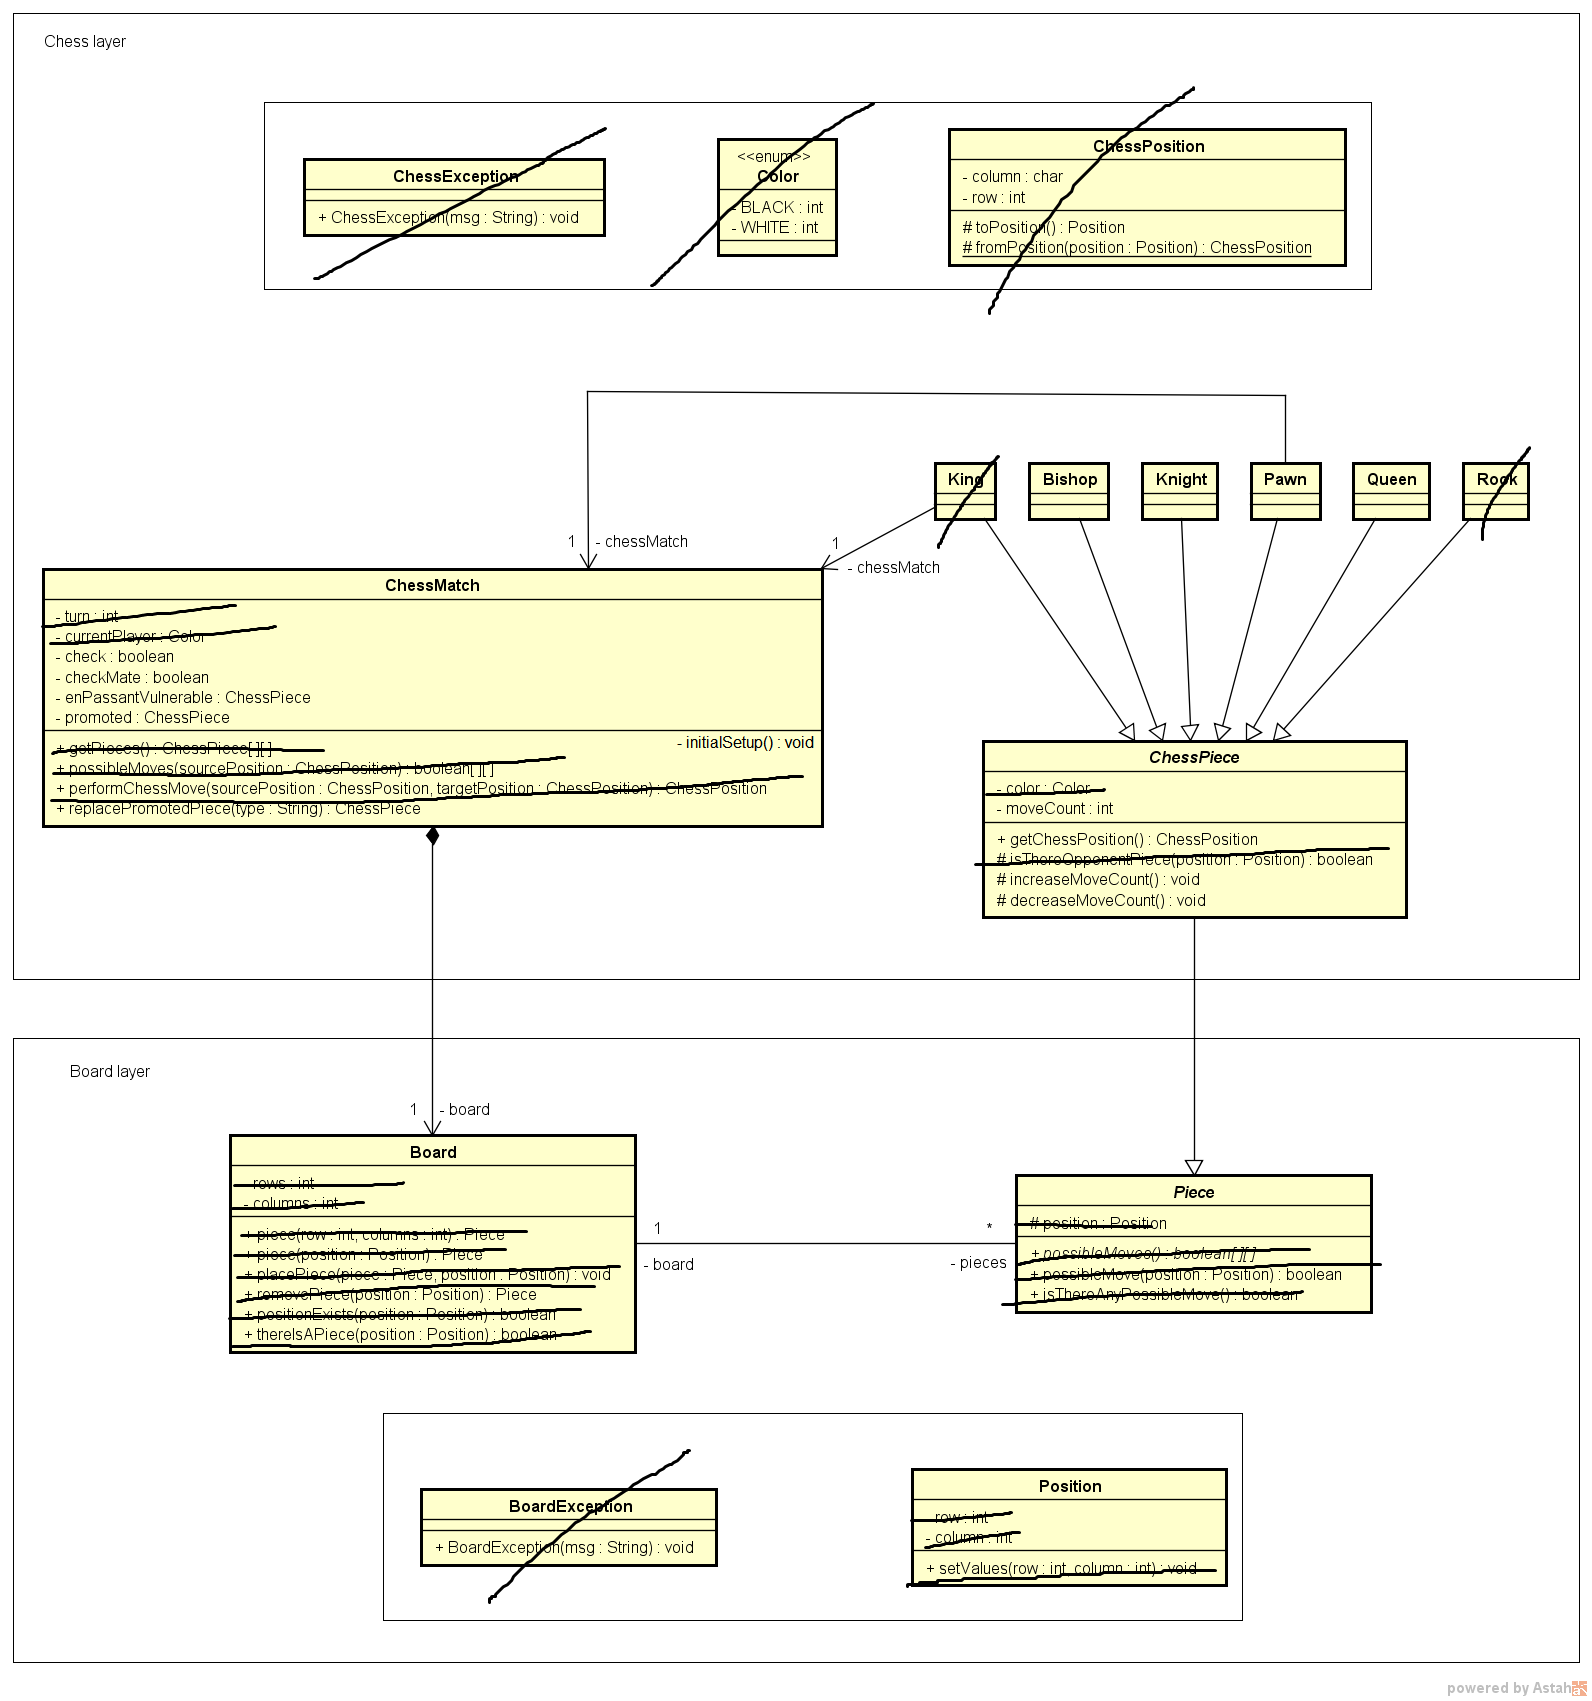 Chess layer
ChessException
+ ChessException(msg : String) : void
<<enum>>
Color
- BLACK : int
- WHITE : int
ChessPosition
- column : char
- row : int
# toPosition() : Position
# fromPosition(position : Position) : ChessPosition
King
Bishop
Knight
Pawn
Queen
Rook
1
- chessMatch
1
- chessMatch
ChessMatch
- turn : int
- currentPlayer : Color
- check : boolean
- checkMate : boolean
- enPassantVulnerable : ChessPiece
- promoted : ChessPiece
- initialSetup() : void
+ getPieces() : ChessPiece[ ][ ]
+ possibleMoves(sourcePosition : ChessPosition) : boolean[ ][ ]
+ performChessMove(sourcePosition : ChessPosition, targetPosition : ChessPosition) : ChessPosition
+ replacePromotedPiece(type : String) : ChessPiece
ChessPiece
- color : Color
- moveCount : int
+ getChessPosition() : ChessPosition
# isThereOpponentPiece(position : Position) : boolean
# increaseMoveCount() : void
# decreaseMoveCount() : void
Board layer
1
- board
Board
- rows : int
- columns : int
+ piece(row : int, columns : int) : Piece
+ piece(position : Position) : Piece
+ placePiece(piece : Piece, position : Position) : void
+ removePiece(position : Position) : Piece
+ positionExists(position : Position) : boolean
+ thereIsAPiece(position : Position) : boolean
1
- board
*
- pieces
Piece
# position : Position
+ possibleMoves() : boolean[ ][ ]
+ possibleMove(position : Position) : boolean
+ isThereAnyPossibleMove() : boolean
BoardException
+ BoardException(msg : String) : void
Position
- row : int
- column : int
+ setValues(row : int, column : int) : void
powered by Astah